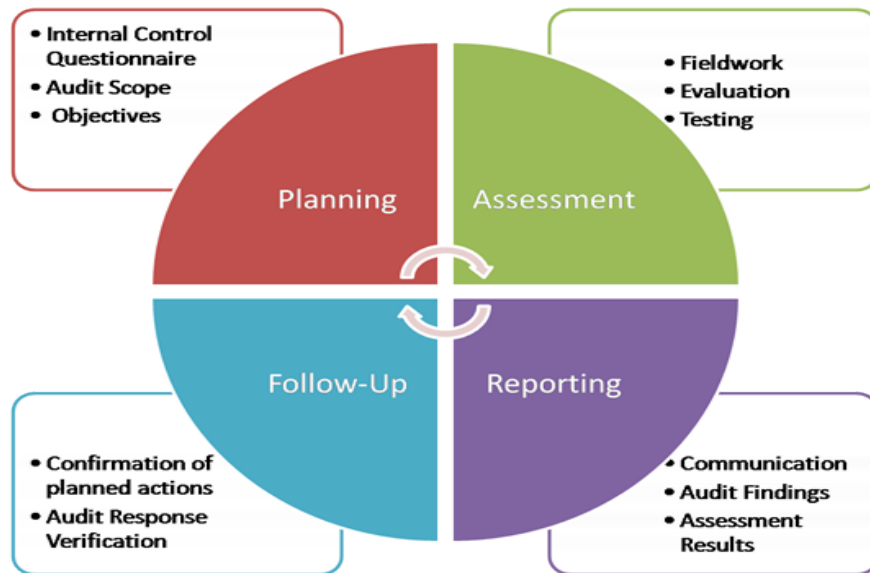 • Internal Control
Questionnaire
• Audit Scope
• Objectives
• Fieldwork
• Evaluation
• Testing
Planning
Assessment
Follow-Up
Reporting
• Confirmation of
planned actions
• Audit Response
Verification
• Communication
• Audit Findings
• Assessment
Results